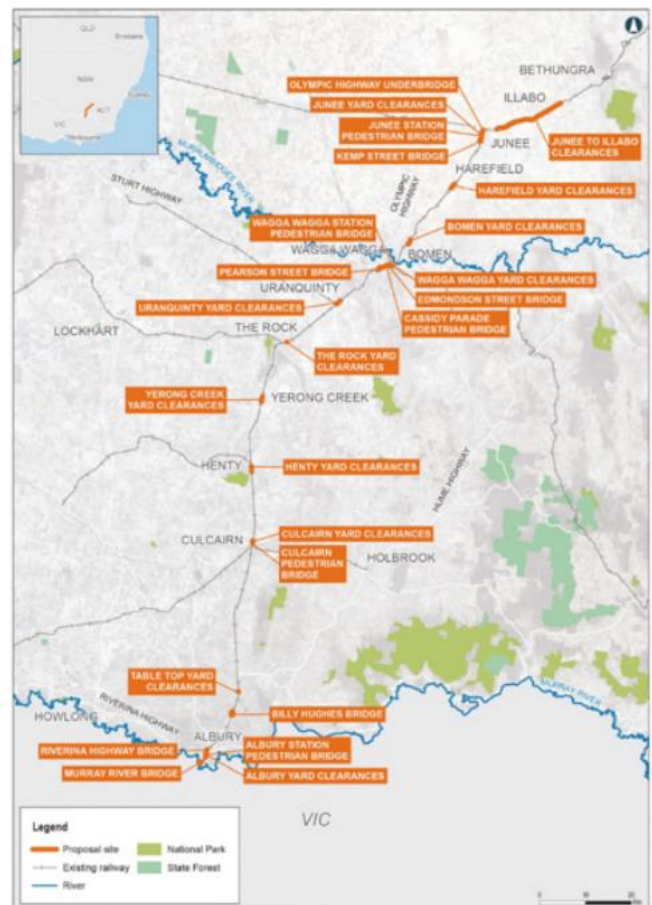 QLD
Brisbane
NSW
Sydney
ACT
VIC
Melbourne
BETHUNGRA
OLYMPIC HIGHWAY UNDERBRIDGE
ILLABO
JUNEE YARD CLEARANCES
JUNEE STATION
PEDESTRIAN BRIDGE
JUNEE
JUNEE TO ILLABO
CLEARANCES
KEMP STREET BRIDGE
MURRUMBIDGEE RIVER
HAREFIELD
STURT HIGHWAY
OLYMPIC
HIGHWAY
HAREFIELD YARD CLEARANCES
WAGGA WAGGA STATION
PEDESTRIAN BRIDGE
BOMEN YARD CLEARANCES
WAGGA WAGGA
BOMEN
PEARSON STREET BRIDGE
WAGGA WAGGA YARD CLEARANCES
URANQUINTY
EDMONDSON STREET BRIDGE
URANQUINTY YARD CLEARANCES
CASSIDY PARADE
PEDESTRIAN BRIDGE
LOCKHART
THE ROCK
THE ROCK YARD
CLEARANCES
YERONG CREEK
YARD CLEARANCES
YERONG CREEK
HENTY
HENTY YARD CLEARANCES
HUME HIGHWAY
CULCAIRN
CULCAIRN YARD CLEARANCES
CULCAIRN
PEDESTRIAN
BRIDGE
HOLBROOK
TABLE TOP YARD
CLEARANCES
MURRAY RIVER
HOWLONG
RIVERINA HIGHWAY
BILLY HUGHES BRIDGE
ALBURY
RIVERINA HIGHWAY BRIDGE
ALBURY STATION
PEDESTRIAN BRIDGE
MURRAY RIVER BRIDGE
ALBURY YARD CLEARANCES
VIC
Legend
Proposal site
National Park
Existing railway
State Forest
River
0 10 20